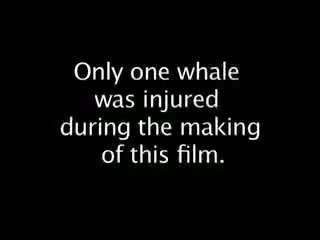 Only one whale
was injured
during the making
of this film.